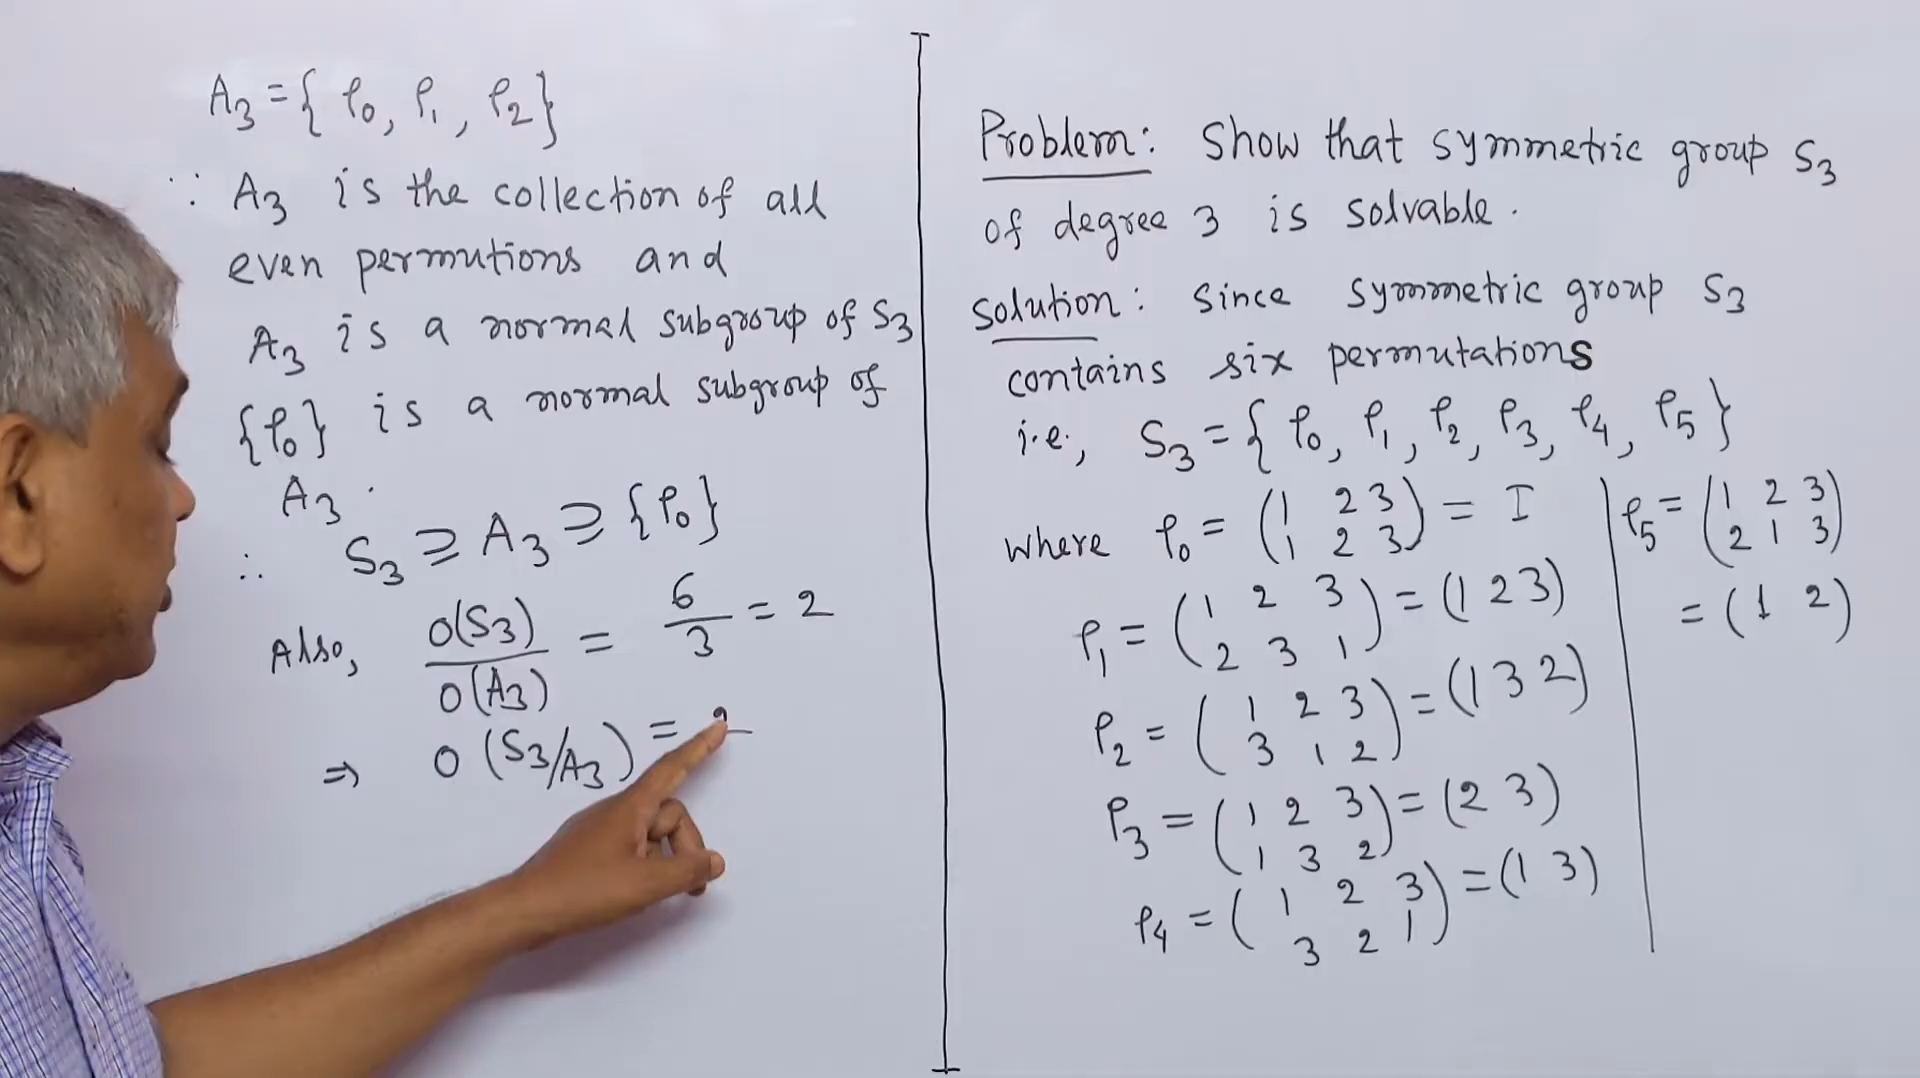 A₃ = { ρ₀, ρ₁, ρ₂}
∵ A₃ is the collection of all
even permutions and
A₃ is a normal subgroup of S₃
{ρ₀} is a normal subgroup of
A₃.
∴ S₃ ⊇ A₃ ⊇ {ρ₀}
Also, O(S₃)/O(A₃) = 6/3 = 2
⇒ O(S₃/A₃) =
Problem: Show that symmetric group S₃
of degree 3 is solvable.
Solution: Since symmetric group S₃
contains six permutations
i.e., S₃ = { ρ₀, ρ₁, ρ₂, ρ₃, ρ₄, ρ₅ }
where ρ₀ = (1 2 3 / 1 2 3) = I
ρ₁ = (1 2 3 / 2 3 1) = (1 2 3)
ρ₂ = (1 2 3 / 3 1 2) = (1 3 2)
ρ₃ = (1 2 3 / 1 3 2) = (2 3)
ρ₄ = (1 2 3 / 3 2 1) = (1 3)
ρ₅ = (1 2 3 / 2 1 3)
= (1 2)